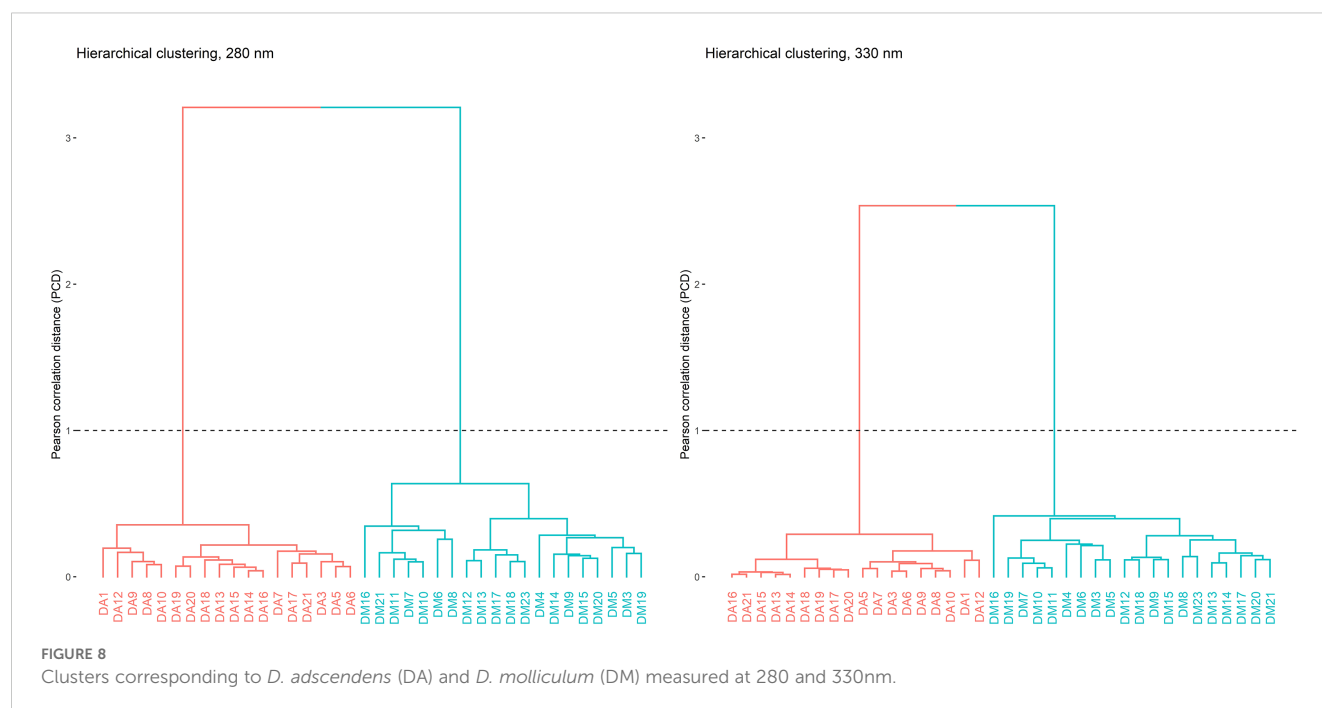 Hierarchical clustering, 280 nm
Pearson correlation distance (PCD)
3
2
1
0
DA1 DA12 DA9 DA8 DA10 DA19 DA20 DA18 DA13 DA15 DA14 DA16 DA7 DA17 DA21 DA3 DA5 DA6 DM16 DM21 DM11 DM7 DM10 DM6 DM8 DM12 DM13 DM17 DM18 DM23 DM4 DM14 DM9 DM15 DM20 DM5 DM3 DM19
Hierarchical clustering, 330 nm
Pearson correlation distance (PCD)
3
2
1
0
DA16 DA21 DA15 DA13 DA14 DA18 DA19 DA17 DA20 DA5 DA7 DA3 DA6 DA9 DA8 DA10 DA1 DA12 DM16 DM19 DM7 DM10 DM11 DM4 DM6 DM3 DM5 DM12 DM18 DM9 DM15 DM8 DM23 DM13 DM14 DM17 DM20 DM21
FIGURE 8
Clusters corresponding to D. adscendens (DA) and D. molliculum (DM) measured at 280 and 330nm.